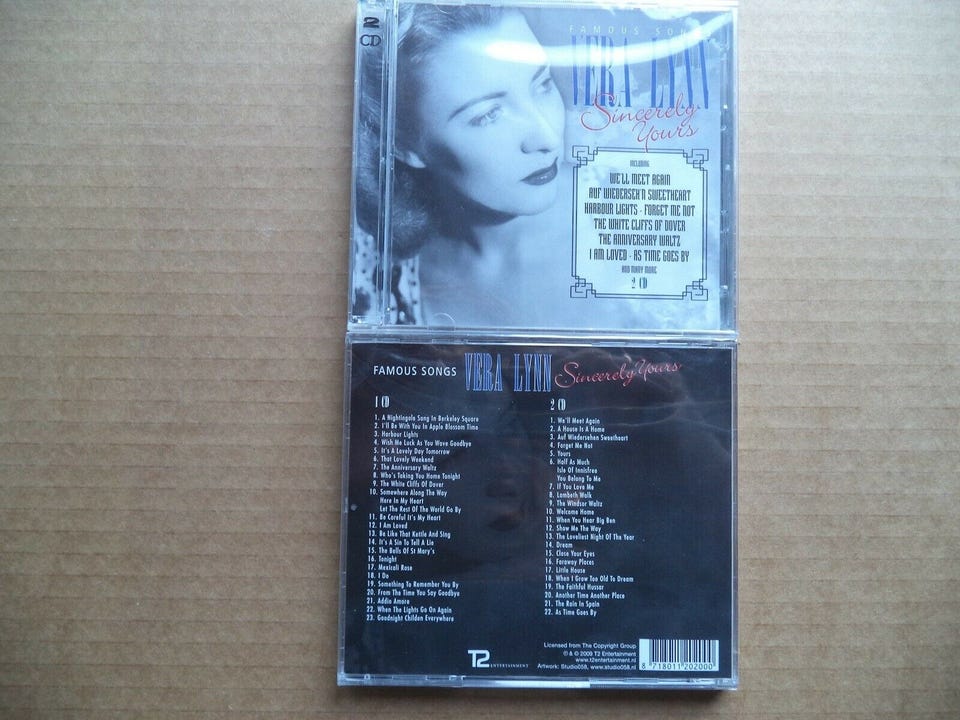 2
CD
FAMOUS SONGS
VERA LYNN
Sincerely
Yours
INCLUDING
WE'LL MEET AGAIN
AUF WIEDERSEH'N SWEETHEART
HARBOUR LIGHTS - FORGET ME NOT
THE WHITE CLIFFS OF DOVER
THE ANNIVERSARY WALTZ
I AM LOVED - AS TIME GOES BY
AND MANY MORE
2 CD
FAMOUS SONGS VERA LYNN Sincerely Yours
1 CD
1. A Nightingale Sang In Berkeley Square
2. I'll Be With You In Apple Blossom Time
3. Harbour Lights
4. Wish Me Luck As You Wave Goodbye
5. It's A Lovely Day Tomorrow
6. That Lovely Weekend
7. The Anniversary Waltz
8. Who's Taking You Home Tonight
9. The White Cliffs Of Dover
10. Somewhere Along The Way
Here In My Heart
Let The Rest Of The World Go By
11. Be Careful It's My Heart
12. I Am Loved
13. Be Like That Kettle And Sing
14. It's A Sin To Tell A Lie
15. The Bells Of St Mary's
16. Tonight
17. Mexicali Rose
18. I Do
19. Something To Remember You By
20. From The Time You Say Goodbye
21. Addio Amore
22. When The Lights Go On Again
23. Goodnight Childen Everywhere
2 CD
1. We'll Meet Again
2. A House Is A Home
3. Auf Wiedersehen Sweetheart
4. Forget Me Not
5. Yours
6. Half As Much
Isle Of Innisfree
You Belong To Me
7. If You Love Me
8. Lambeth Walk
9. The Windsor Waltz
10. Welcome Home
11. When You Hear Big Ben
12. Show Me The Way
13. The Loveliest Night Of The Year
14. Dream
15. Close Your Eyes
16. Faraway Places
17. Little House
18. When I Grow Too Old To Dream
19. The Faithful Hussar
20. Another Time Another Place
21. The Rain In Spain
22. As Time Goes By
T2 ENTERTAINMENT
Licensed from The Copyright Group
℗ & © 2009 T2 Entertainment
www.t2entertainment.nl
Artwork: Studio058, www.studio058.nl
8 718011 202000